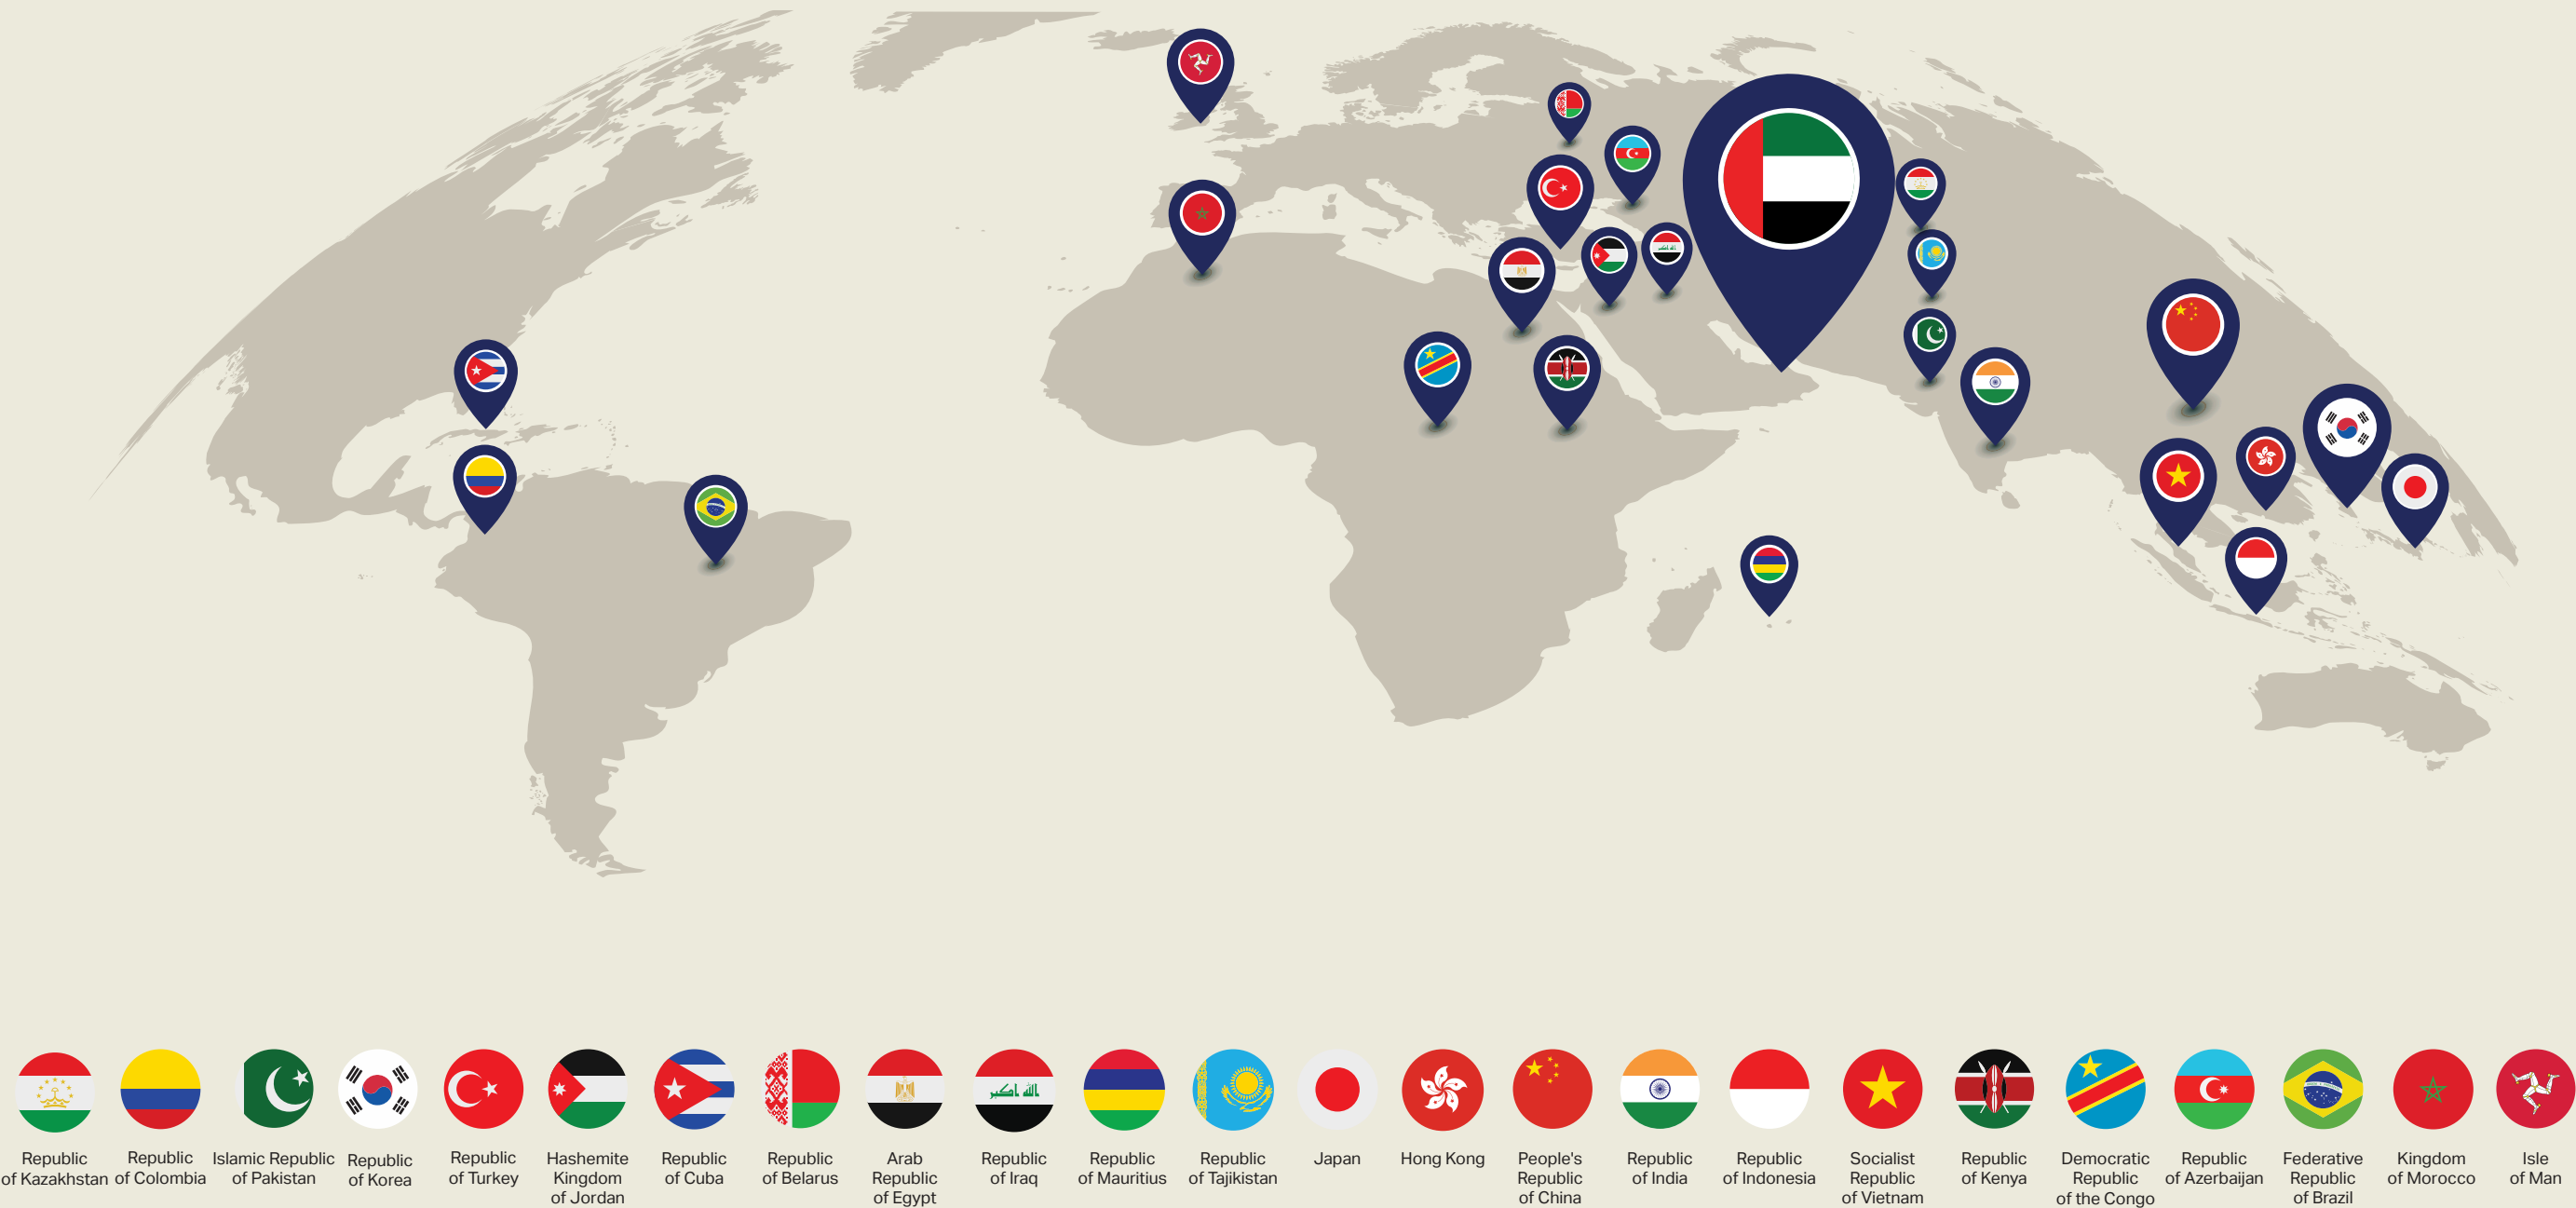 Republic
of Kazakhstan
Republic
of Colombia
Islamic Republic
of Pakistan
Republic
of Korea
Republic
of Turkey
Hashemite
Kingdom
of Jordan
Republic
of Cuba
Republic
of Belarus
Arab
Republic
of Egypt
Republic
of Iraq
Republic
of Mauritius
Republic
of Tajikistan
Japan
Hong Kong
People's
Republic
of China
Republic
of India
Republic
of Indonesia
Socialist
Republic
of Vietnam
Republic
of Kenya
Democratic
Republic
of the Congo
Republic
of Azerbaijan
Federative
Republic
of Brazil
Kingdom
of Morocco
Isle
of Man